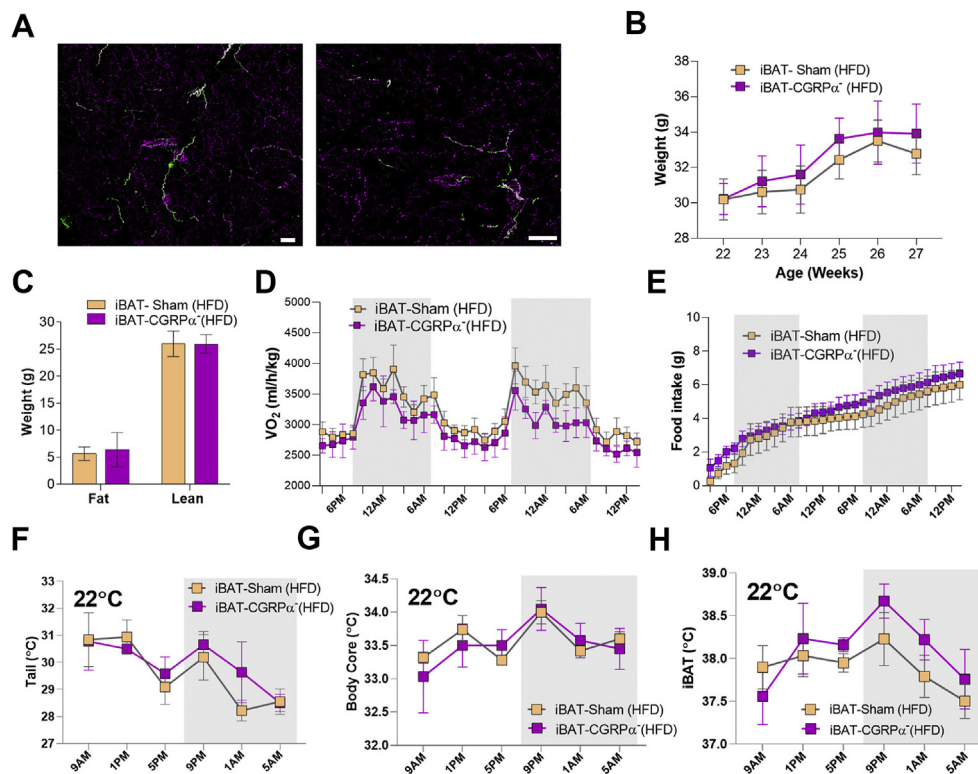 A
B
iBAT- Sham (HFD)
iBAT-CGRPα- (HFD)
Weight (g)
38
36
34
32
30
28
22 23 24 25 26 27
Age (Weeks)
C
iBAT- Sham (HFD)
iBAT-CGRPα-(HFD)
Weight (g)
30
25
20
15
10
5
0
Fat Lean
D
iBAT-Sham (HFD)
iBAT-CGRPα-(HFD)
VO2 (ml/h/kg)
5000
4500
4000
3500
3000
2500
2000
6PM 12AM 6AM 12PM 6PM 12AM 6AM 12PM
E
iBAT-Sham (HFD)
iBAT-CGRPα-(HFD)
Food intake (g)
10
8
6
4
2
0
6PM 12AM 6AM 12PM 6PM 12AM 6AM 12PM
F
22°C
iBAT-Sham (HFD)
iBAT-CGRPα-(HFD)
Tail (°C)
33
32
31
30
29
28
27
9AM 1PM 5PM 9PM 1AM 5AM
G
22°C
Body Core (°C)
34.5
34.0
33.5
33.0
32.5
32.0
iBAT-Sham (HFD)
iBAT-CGRPα-(HFD)
9AM 1PM 5PM 9PM 1AM 5AM
H
22°C
iBAT (°C)
39.0
38.5
38.0
37.5
37.0
iBAT-Sham (HFD)
iBAT-CGRPα-(HFD)
9AM 1PM 5PM 9PM 1AM 5AM